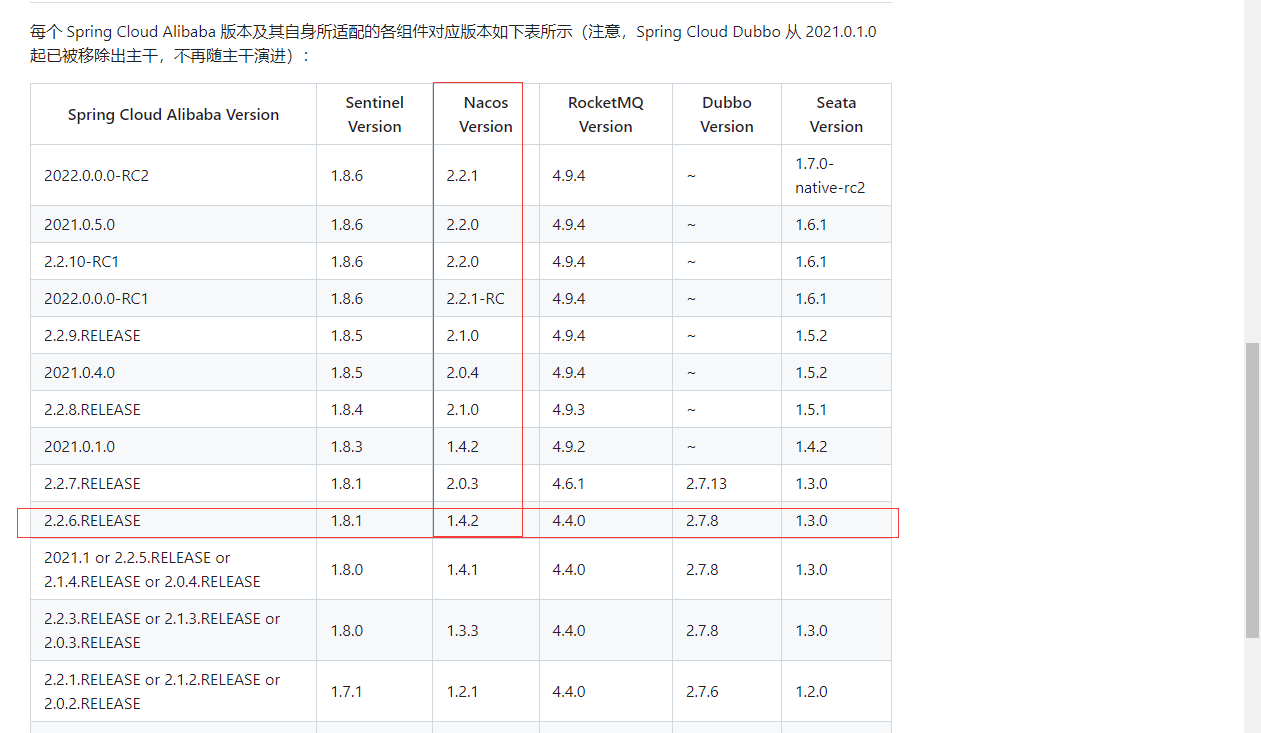 每个 Spring Cloud Alibaba 版本及其自身所适配的各组件对应版本如下表所示（注意，Spring Cloud Dubbo 从 2021.0.1.0
起已被移除出主干，不再随主干演进）：
Spring Cloud Alibaba Version Sentinel Version Nacos Version RocketMQ Version Dubbo Version Seata Version
2022.0.0.0-RC2 1.8.6 2.2.1 4.9.4 ~ 1.7.0-native-rc2
2021.0.5.0 1.8.6 2.2.0 4.9.4 ~ 1.6.1
2.2.10-RC1 1.8.6 2.2.0 4.9.4 ~ 1.6.1
2022.0.0.0-RC1 1.8.6 2.2.1-RC 4.9.4 ~ 1.6.1
2.2.9.RELEASE 1.8.5 2.1.0 4.9.4 ~ 1.5.2
2021.0.4.0 1.8.5 2.0.4 4.9.4 ~ 1.5.2
2.2.8.RELEASE 1.8.4 2.1.0 4.9.3 ~ 1.5.1
2021.0.1.0 1.8.3 1.4.2 4.9.2 ~ 1.4.2
2.2.7.RELEASE 1.8.1 2.0.3 4.6.1 2.7.13 1.3.0
2.2.6.RELEASE 1.8.1 1.4.2 4.4.0 2.7.8 1.3.0
2021.1 or 2.2.5.RELEASE or
2.1.4.RELEASE or 2.0.4.RELEASE 1.8.0 1.4.1 4.4.0 2.7.8 1.3.0
2.2.3.RELEASE or 2.1.3.RELEASE or
2.0.3.RELEASE 1.8.0 1.3.3 4.4.0 2.7.8 1.3.0
2.2.1.RELEASE or 2.1.2.RELEASE or
2.0.2.RELEASE 1.7.1 1.2.1 4.4.0 2.7.6 1.2.0